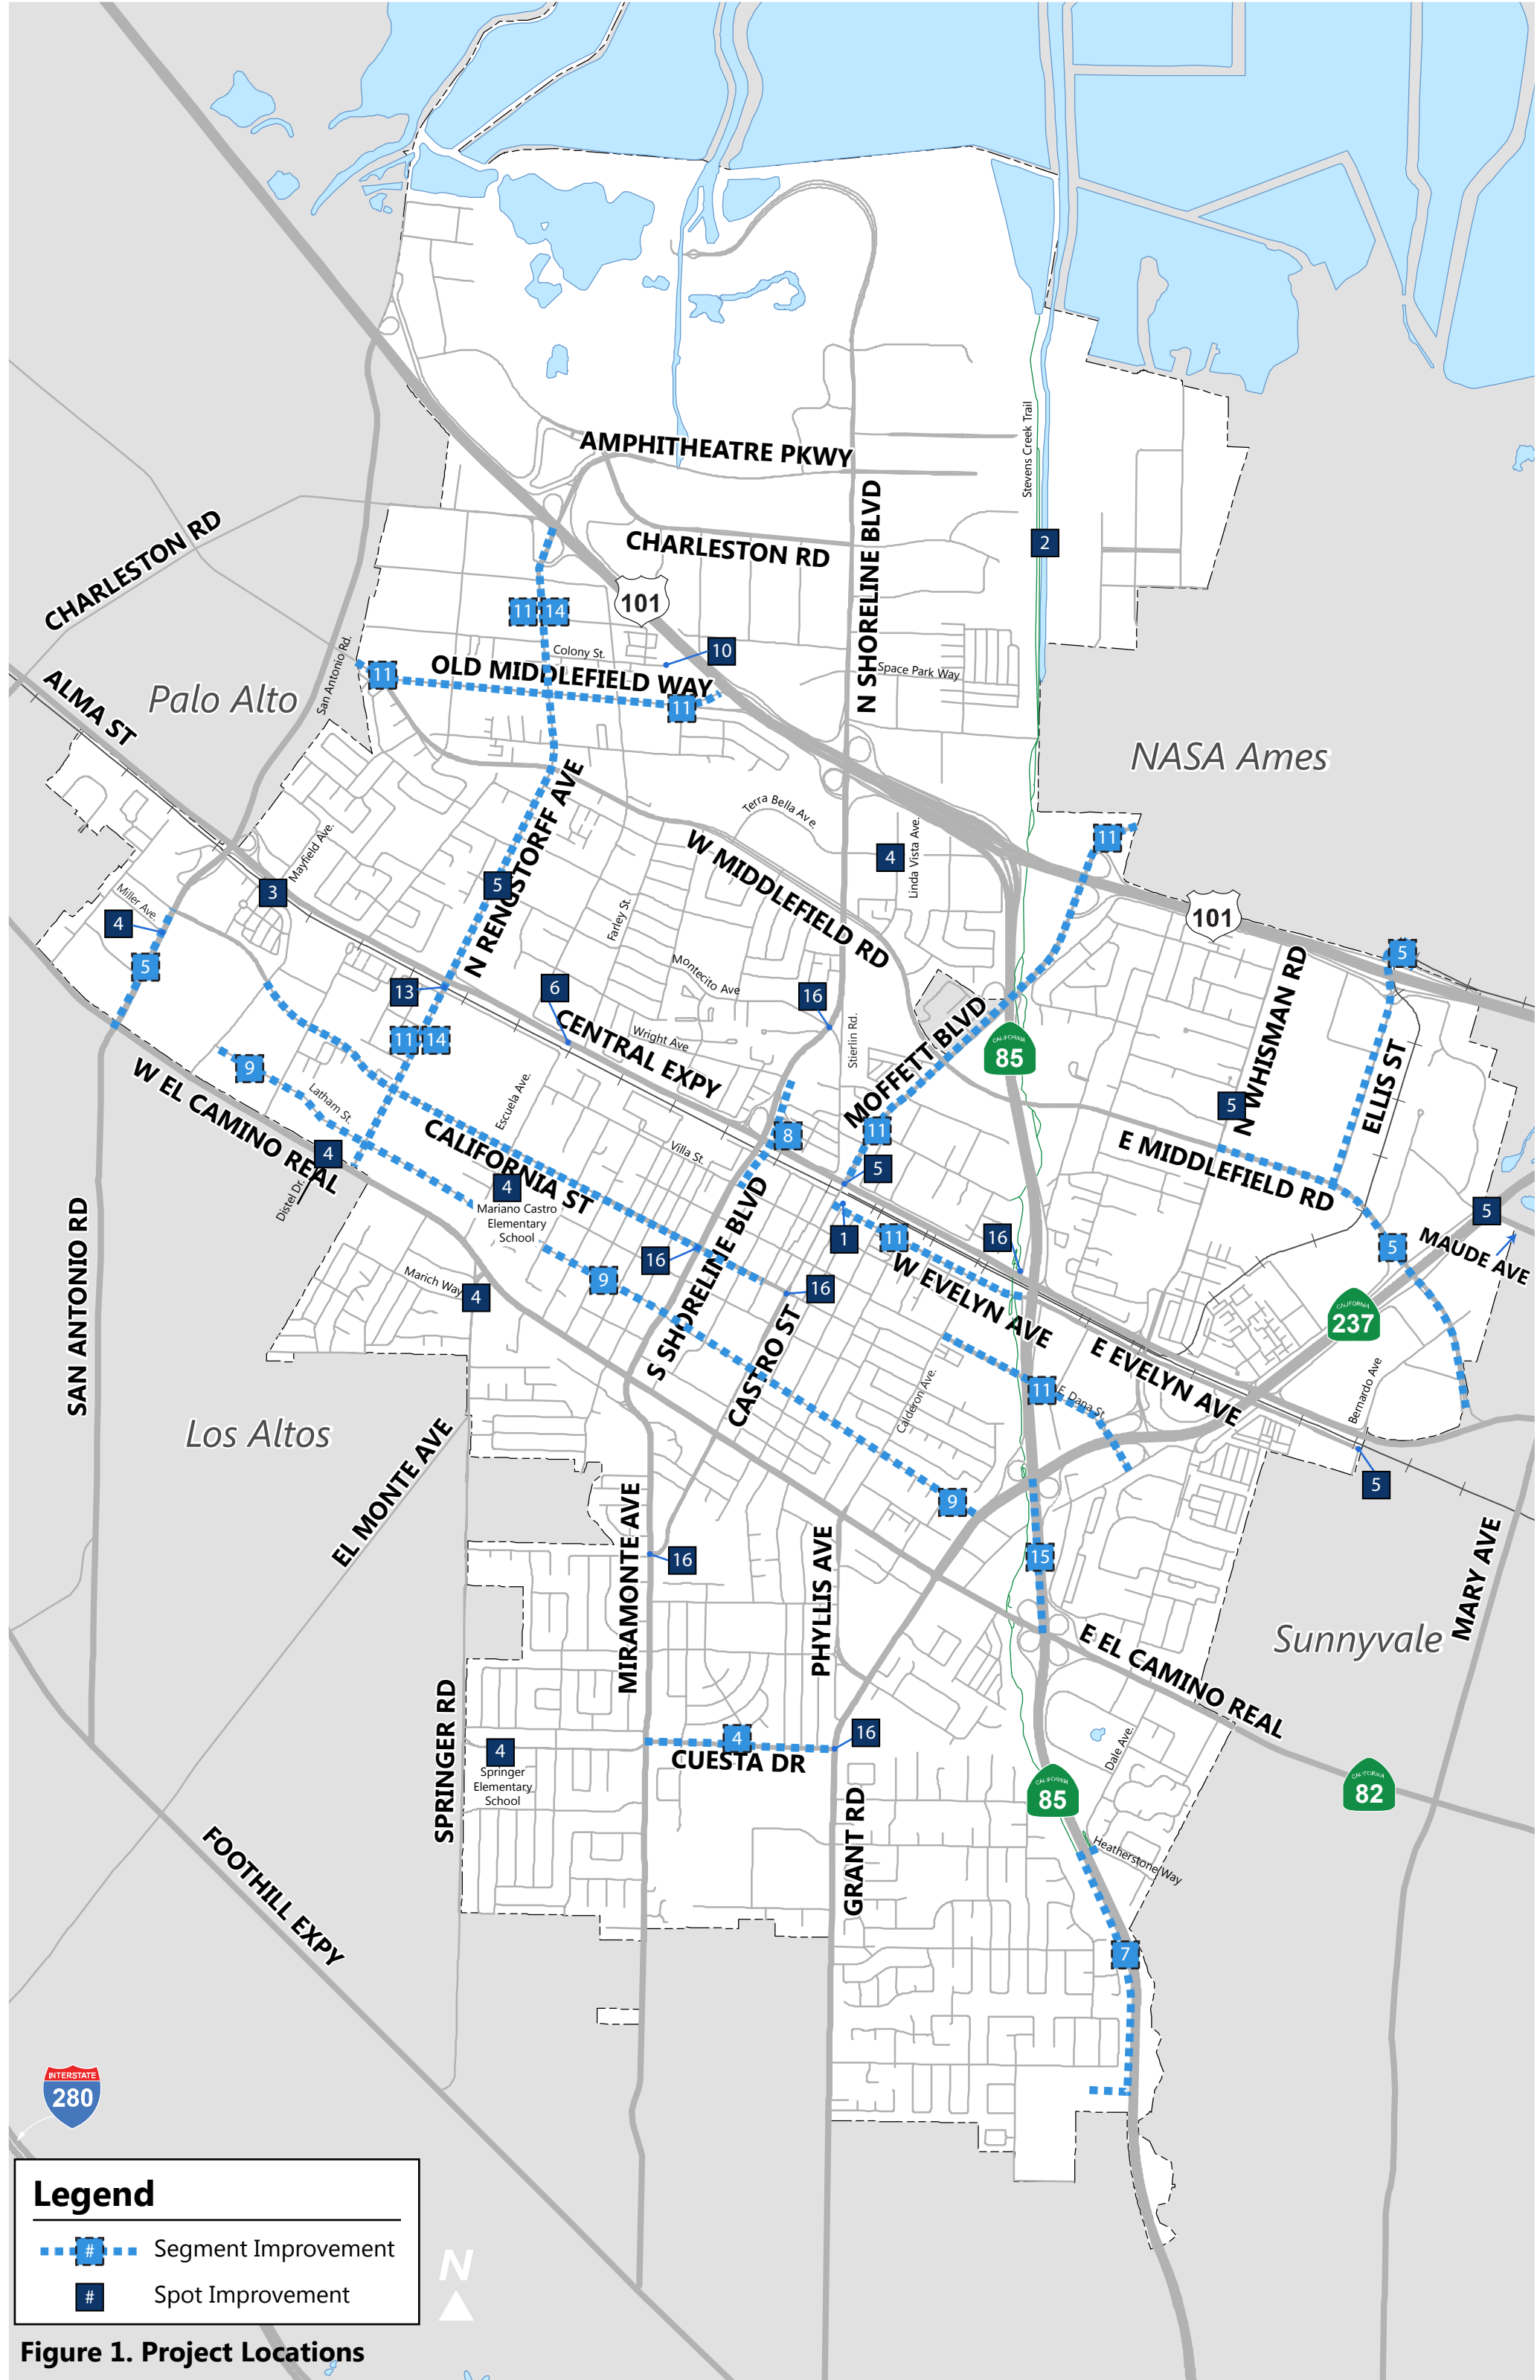 AMPHITHEATRE PKWY
Stevens Creek Trail
CHARLESTON RD
CHARLESTON RD
N SHORELINE BLVD
2
101
11
14
10
Colony St.
OLD MIDDLEFIELD WAY
Space Park Way
11
11
San Antonio Rd.
Palo Alto
ALMA ST
NASA Ames
N RENGSTORFF AVE
Terra Bella Ave.
W MIDDLEFIELD RD
Linda Vista Ave.
4
11
Mayfield Ave.
3
5
Miller Ave.
4
5
Farley St.
101
5
Montecito Ave
13
6
16
CENTRAL EXPY
Wright Ave
Stierlin Rd.
MOFFETT BLVD
CALIFORNIA
85
N WHISMAN RD
ELLIS ST
11
14
9
Latham St.
W EL CAMINO REAL
Escuela Ave.
5
8
11
Villa St.
CALIFORNIA ST
4
Distel Dr.
4
Mariano Castro
Elementary
School
5
E MIDDLEFIELD RD
5
MAUDE AVE
SAN ANTONIO RD
S SHORELINE BLVD
1
11
16
5
16
9
16
Marich Way
4
W EVELYN AVE
CASTRO ST
E EVELYN AVE
CALIFORNIA
237
11
E Dana St.
Calderon Ave.
Bernardo Ave
Los Altos
EL MONTE AVE
5
9
MIRAMONTE AVE
16
PHYLLIS AVE
15
MARY AVE
Sunnyvale
E EL CAMINO REAL
SPRINGER RD
4
16
CUESTA DR
4
Springer
Elementary
School
Dale Ave.
CALIFORNIA
85
CALIFORNIA
82
GRANT RD
Heatherstone Way
FOOTHILL EXPY
7
INTERSTATE
280
Legend
# Segment Improvement
# Spot Improvement
N
Figure 1. Project Locations